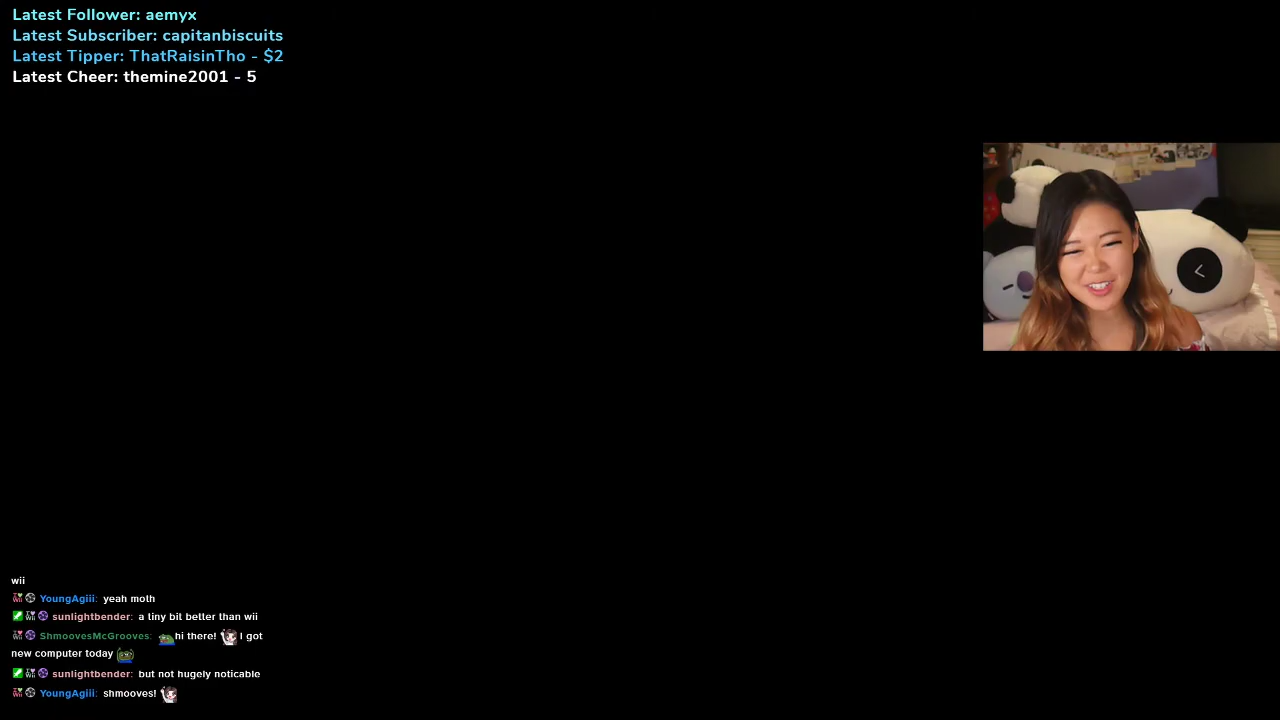 Latest Follower: aemyx
Latest Subscriber: capitanbiscuits
Latest Tipper: ThatRaisinTho - $2
Latest Cheer: themine2001 - 5
wii
YoungAgiii: yeah moth
sunlightbender: a tiny bit better than wii
ShmoovesMcGrooves: hi there! I got
new computer today
sunlightbender: but not hugely noticable
YoungAgiii: shmooves!